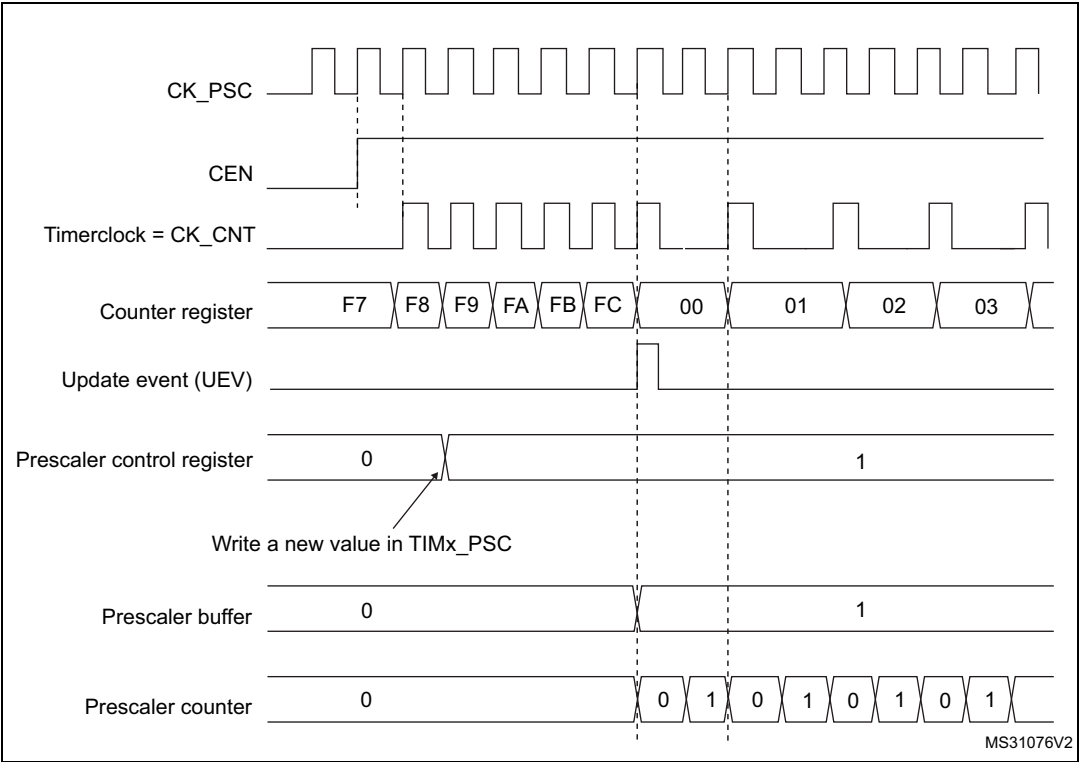 CK_PSC
CEN
Timerclock = CK_CNT
Counter register F7 F8 F9 FA FB FC 00 01 02 03
Update event (UEV)
Prescaler control register 0 1
Write a new value in TIMx_PSC
Prescaler buffer 0 1
Prescaler counter 0 0 1 0 1 0 1 0 1
MS31076V2